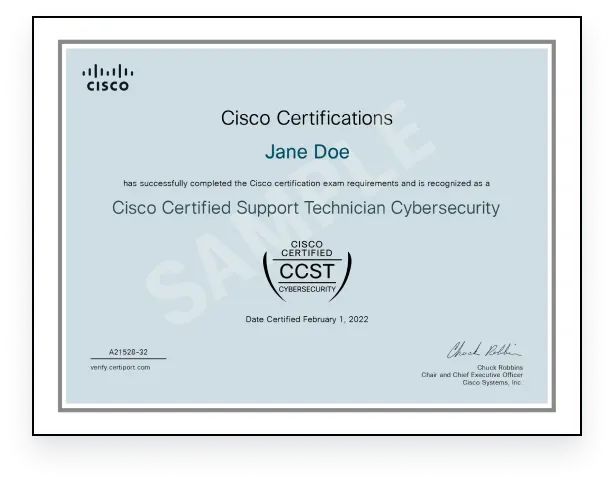 CISCO
Cisco Certifications
Jane Doe
has successfully completed the Cisco certification exam requirements and is recognized as a
Cisco Certified Support Technician Cybersecurity
SAMPLE
CISCO
CERTIFIED
CCST
CYBERSECURITY
Date Certified February 1, 2022
A21528-32
verify.certiport.com
Chuck Robbins
Chuck Robbins
Chair and Chief Executive Officer
Cisco Systems, Inc.